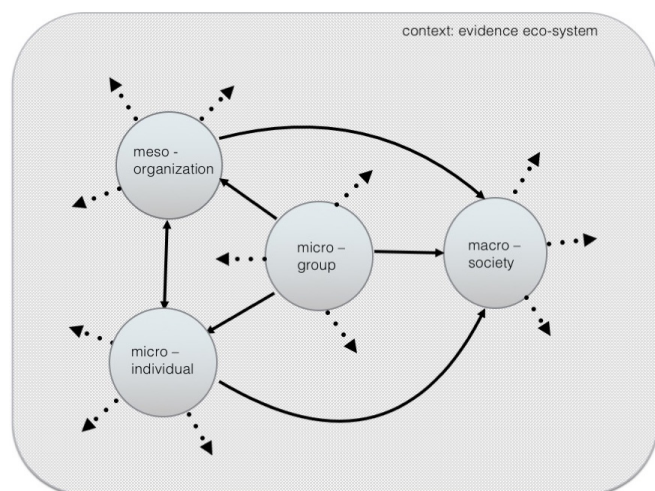 context: evidence eco-system
meso -
organization
micro –
group
macro –
society
micro –
individual